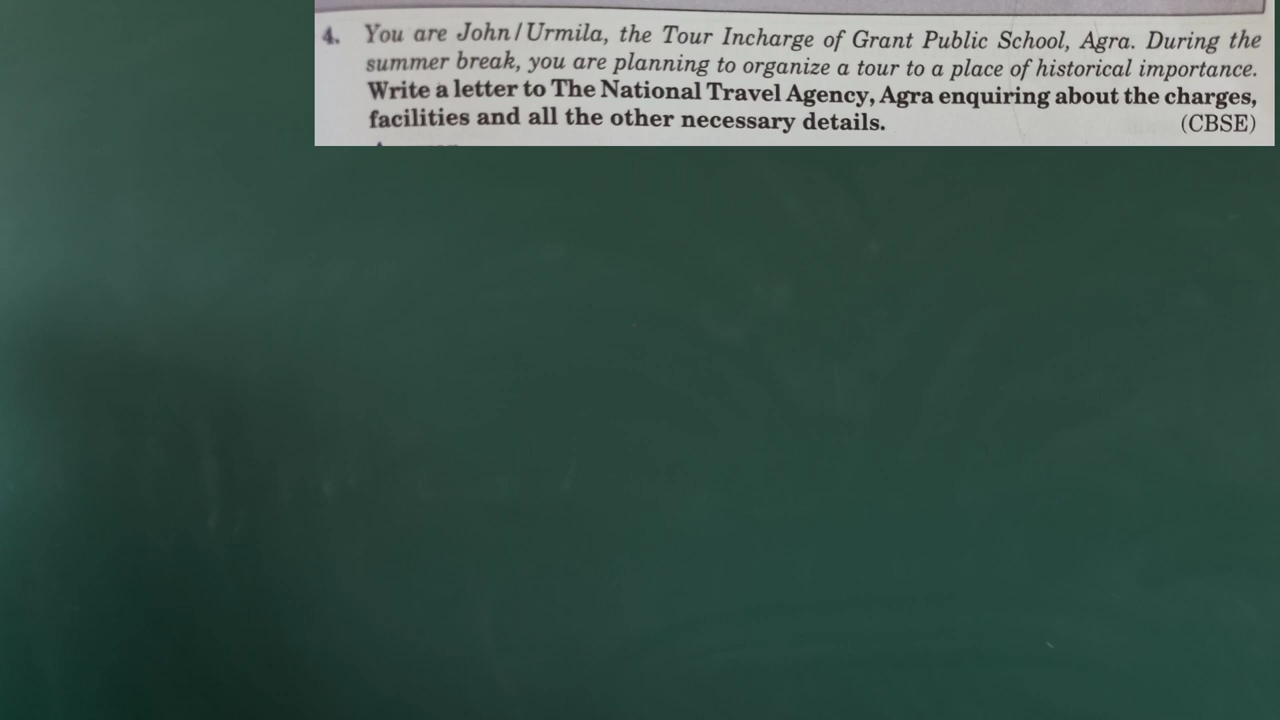 4. You are John/Urmila, the Tour Incharge of Grant Public School, Agra. During the
summer break, you are planning to organize a tour to a place of historical importance.
Write a letter to The National Travel Agency, Agra enquiring about the charges,
facilities and all the other necessary details. (CBSE)